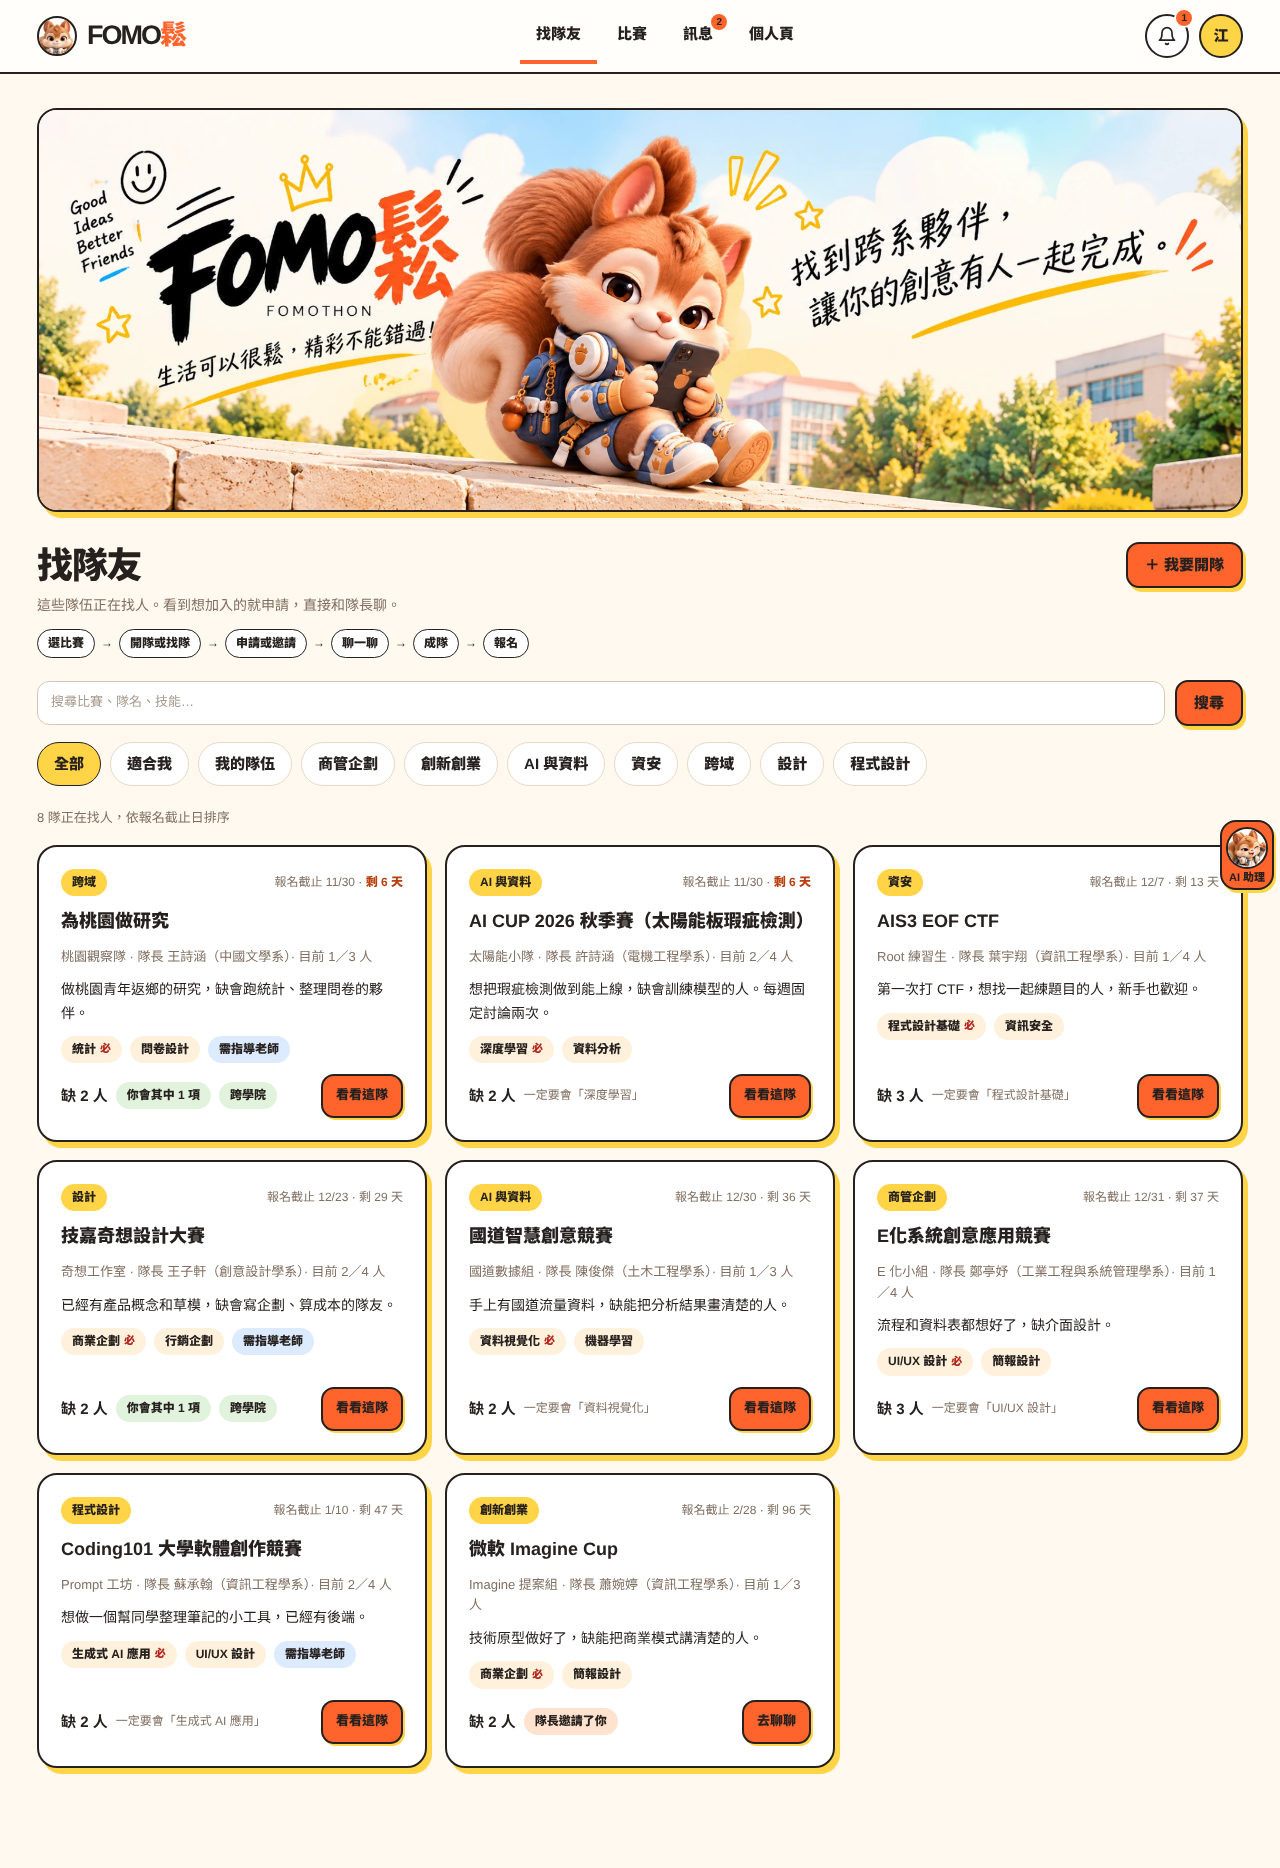 FOMO鬆
找隊友
比賽
訊息
2
個人頁
1
江
Good
Ideas
Better
Friends
FOMO鬆
FOMOTHON
生活可以很鬆，精彩不能錯過！
找到跨系夥伴，
讓你的創意有人一起完成。
找隊友
＋ 我要開隊
這些隊伍正在找人。看到想加入的就申請，直接和隊長聊。
選比賽 → 開隊或找隊 → 申請或邀請 → 聊一聊 → 成隊 → 報名
搜尋比賽、隊名、技能...
搜尋
全部 適合我 我的隊伍 商管企劃 創新創業 AI 與資料 資安 跨域 設計 程式設計
8 隊正在找人，依報名截止日排序
AI 助理
跨域
報名截止 11/30 · 剩 6 天
為桃園做研究
桃園觀察隊 · 隊長 王詩涵（中國文學系）· 目前 1／3 人
做桃園青年返鄉的研究，缺會跑統計、整理問卷的夥
伴。
統計 必 問卷設計 需指導老師
缺 2 人 你會其中 1 項 跨學院 看看這隊
AI 與資料
報名截止 11/30 · 剩 6 天
AI CUP 2026 秋季賽（太陽能板瑕疵檢測）
太陽能小隊 · 隊長 許詩涵（電機工程學系）· 目前 2／4 人
想把瑕疵檢測做到能上線，缺會訓練模型的人。每週固
定討論兩次。
深度學習 必 資料分析
缺 2 人 一定要會「深度學習」 看看這隊
資安
報名截止 12/7 · 剩 13 天
AIS3 EOF CTF
Root 練習生 · 隊長 葉宇翔（資訊工程學系）· 目前 1／4 人
第一次打 CTF，想找一起練題目的人，新手也歡迎。
程式設計基礎 必 資訊安全
缺 3 人 一定要會「程式設計基礎」 看看這隊
設計
報名截止 12/23 · 剩 29 天
技嘉奇想設計大賽
奇想工作室 · 隊長 王子軒（創意設計學系）· 目前 2／4 人
已經有產品概念和草模，缺會寫企劃、算成本的隊友。
商業企劃 必 行銷企劃 需指導老師
缺 2 人 你會其中 1 項 跨學院 看看這隊
AI 與資料
報名截止 12/30 · 剩 36 天
國道智慧創意競賽
國道數據組 · 隊長 陳俊傑（土木工程學系）· 目前 1／3 人
手上有國道流量資料，缺能把分析結果畫清楚的人。
資料視覺化 必 機器學習
缺 2 人 一定要會「資料視覺化」 看看這隊
商管企劃
報名截止 12/31 · 剩 37 天
E化系統創意應用競賽
E 化小組 · 隊長 鄭亭妤（工業工程與系統管理學系）· 目前 1
／4 人
流程和資料表都想好了，缺介面設計。
UI/UX 設計 必 簡報設計
缺 3 人 一定要會「UI/UX 設計」 看看這隊
程式設計
報名截止 1/10 · 剩 47 天
Coding101 大學軟體創作競賽
Prompt 工坊 · 隊長 蘇承翰（資訊工程學系）· 目前 2／4 人
想做一個幫同學整理筆記的小工具，已經有後端。
生成式 AI 應用 必 UI/UX 設計 需指導老師
缺 2 人 一定要會「生成式 AI 應用」 看看這隊
創新創業
報名截止 2/28 · 剩 96 天
微軟 Imagine Cup
Imagine 提案組 · 隊長 蕭婉婷（資訊工程學系）· 目前 1／3
人
技術原型做好了，缺能把商業模式講清楚的人。
商業企劃 必 簡報設計
缺 2 人 隊長邀請了你 去聊聊